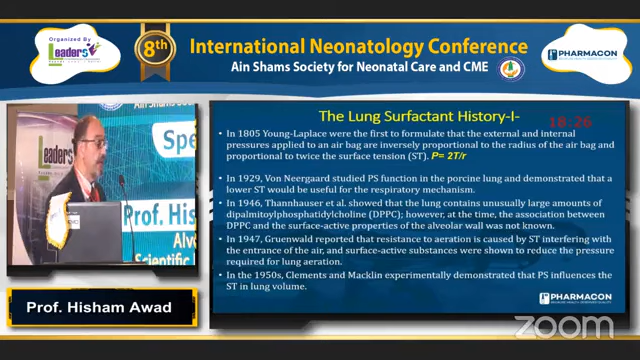 Organized By
Leaders
8th
International Neonatology Conference
Ain Shams Society for Neonatal Care and CME
PHARMACON
Leaders
Spe
Prof. Hish
Alv
Scientific
Prof. Hisham Awad
The Lung Surfactant History-I-
18:26
• In 1805 Young-Laplace were the first to formulate that the external and internal
pressures applied to an air bag are inversely proportional to the radius of the air bag and
proportional to twice the surface tension (ST). P= 2T/r
• In 1929, Von Neergaard studied PS function in the porcine lung and demonstrated that a
lower ST would be useful for the respiratory mechanism.
• In 1946, Thannhauser et al. showed that the lung contains unusually large amounts of
dipalmitoylphosphatidylcholine (DPPC); however, at the time, the association between
DPPC and the surface-active properties of the alveolar wall was not known.
• In 1947, Gruenwald reported that resistance to aeration is caused by ST interfering with
the entrance of the air, and surface-active substances were shown to reduce the pressure
required for lung aeration.
• In the 1950s, Clements and Macklin experimentally demonstrated that PS influences the
ST in lung volume.
PHARMACON
zoom